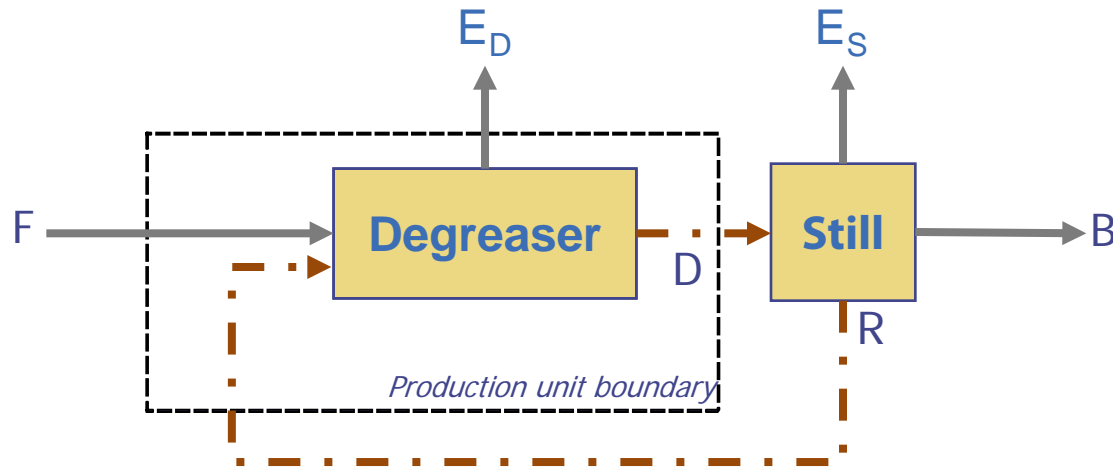 E_D
E_S
F
Degreaser
D
Still
B
R
Production unit boundary